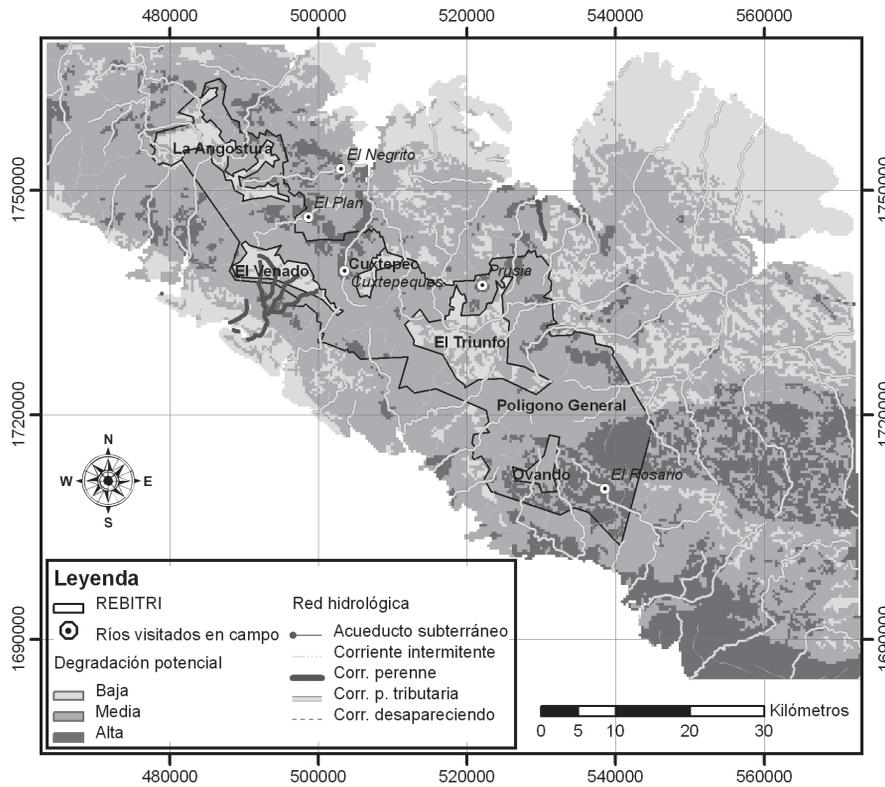 480000 500000 520000 540000 560000
1750000 1750000
1720000 1720000
1690000 1690000
La Angostura
El Negrito
El Plan
El Venado
Cuxtepec
Cuxtepeques
Prusia
El Triunfo
Poligono General
Ovando
El Rosario
N
W E
S
Leyenda
REBITRI
Ríos visitados en campo
Degradación potencial
Baja
Media
Alta
Red hidrológica
Acueducto subterráneo
Corriente intermitente
Corr. perenne
Corr. p. tributaria
Corr. desapareciendo
Kilómetros
0 5 10 20 30
480000 500000 520000 540000 560000